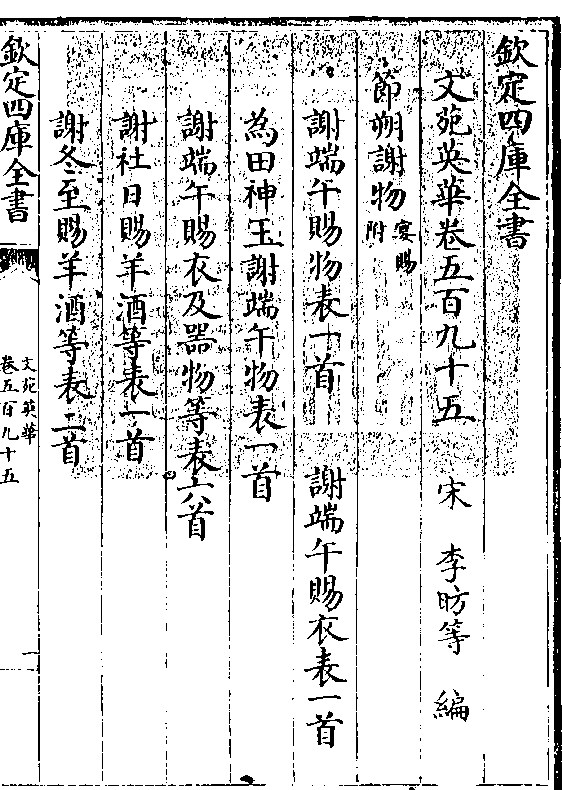 欽定四庫全書
文苑英華卷五百九十五　宋　李昉等　編
節朔謝物宴賜附
謝端午賜物表一首　謝端午賜衣表一首
為田神玉謝端午物表一首
謝端午賜衣及器物等表六首
謝社日賜羊酒等表一首
謝冬至賜羊酒等表二首
欽定四庫全書
文苑英華
卷五百九十五
一